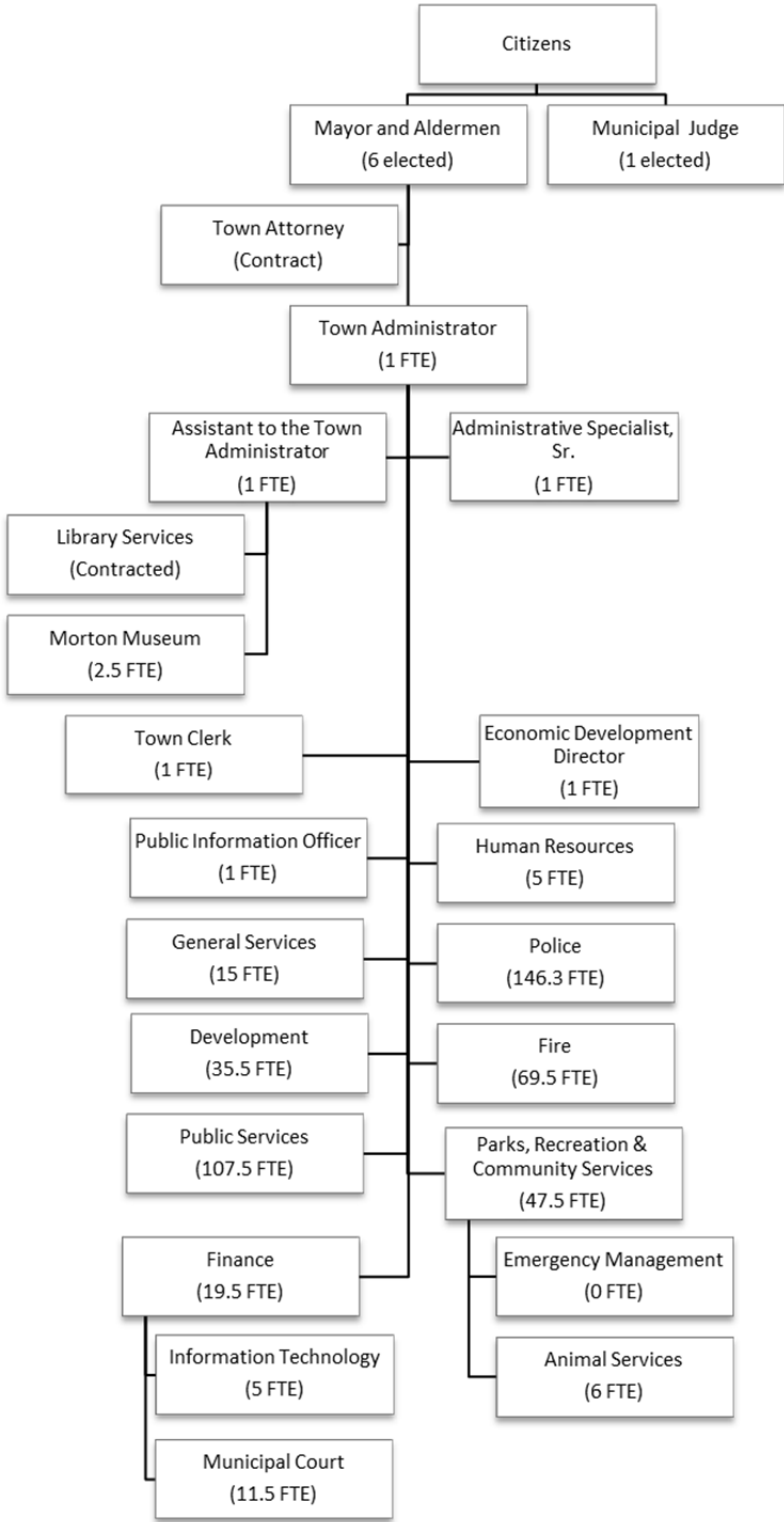 Citizens
Mayor and Aldermen
(6 elected)
Municipal Judge
(1 elected)
Town Attorney
(Contract)
Town Administrator
(1 FTE)
Assistant to the Town
Administrator
(1 FTE)
Administrative Specialist,
Sr.
(1 FTE)
Library Services
(Contracted)
Morton Museum
(2.5 FTE)
Town Clerk
(1 FTE)
Economic Development
Director
(1 FTE)
Public Information Officer
(1 FTE)
Human Resources
(5 FTE)
General Services
(15 FTE)
Police
(146.3 FTE)
Development
(35.5 FTE)
Fire
(69.5 FTE)
Public Services
(107.5 FTE)
Parks, Recreation &
Community Services
(47.5 FTE)
Finance
(19.5 FTE)
Emergency Management
(0 FTE)
Information Technology
(5 FTE)
Animal Services
(6 FTE)
Municipal Court
(11.5 FTE)